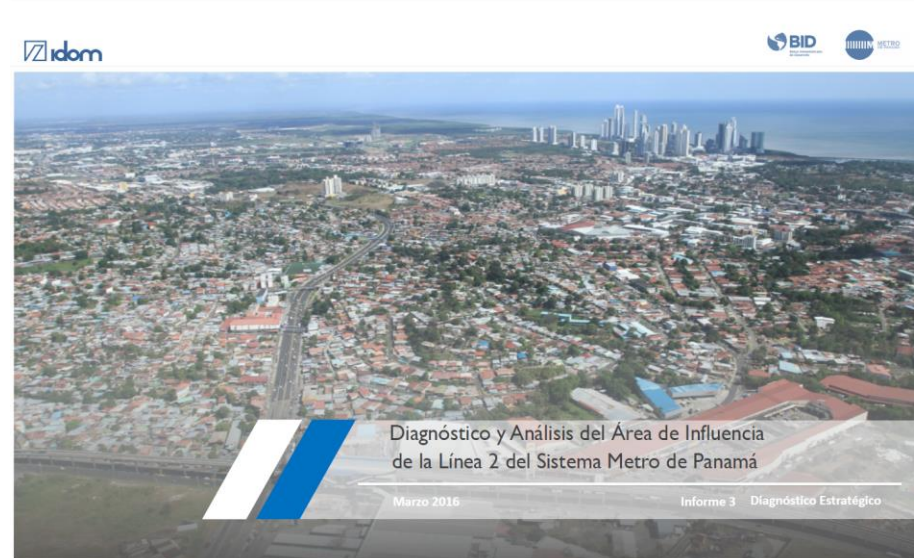 idom
BID
METRO
Diagnóstico y Análisis del Área de Influencia
de la Línea 2 del Sistema Metro de Panamá
Marzo 2016
Informe 3 Diagnóstico Estratégico